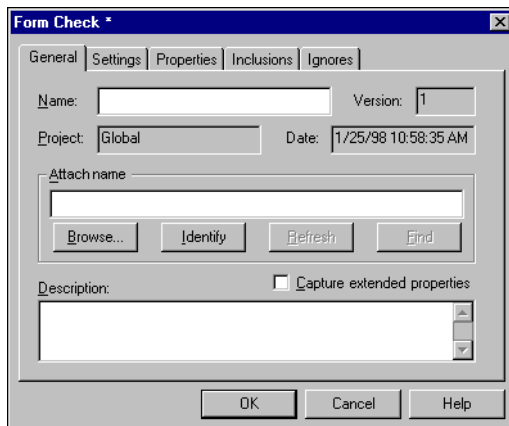 Form Check *
General Settings Properties Inclusions Ignores
Name: Version: 1
Project: Global Date: 1/25/98 10:58:35 AM
Attach name
Browse... Identify Refresh Find
Description: Capture extended properties
OK Cancel Help